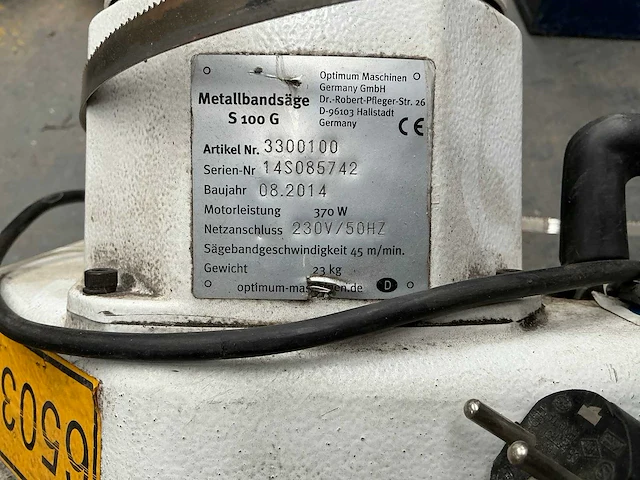 Optimum Maschinen
Germany GmbH
Dr.-Robert-Pfleger-Str. 26
D-96103 Hallstadt
Germany
CE
Metallbandsäge
S 100 G
Artikel Nr. 3300100
Serien-Nr 14S085742
Baujahr 08.2014
Motorleistung 370 W
Netzanschluss 230V/50HZ
Sägebandgeschwindigkeit 45 m/min.
Gewicht 23 kg
D
6503